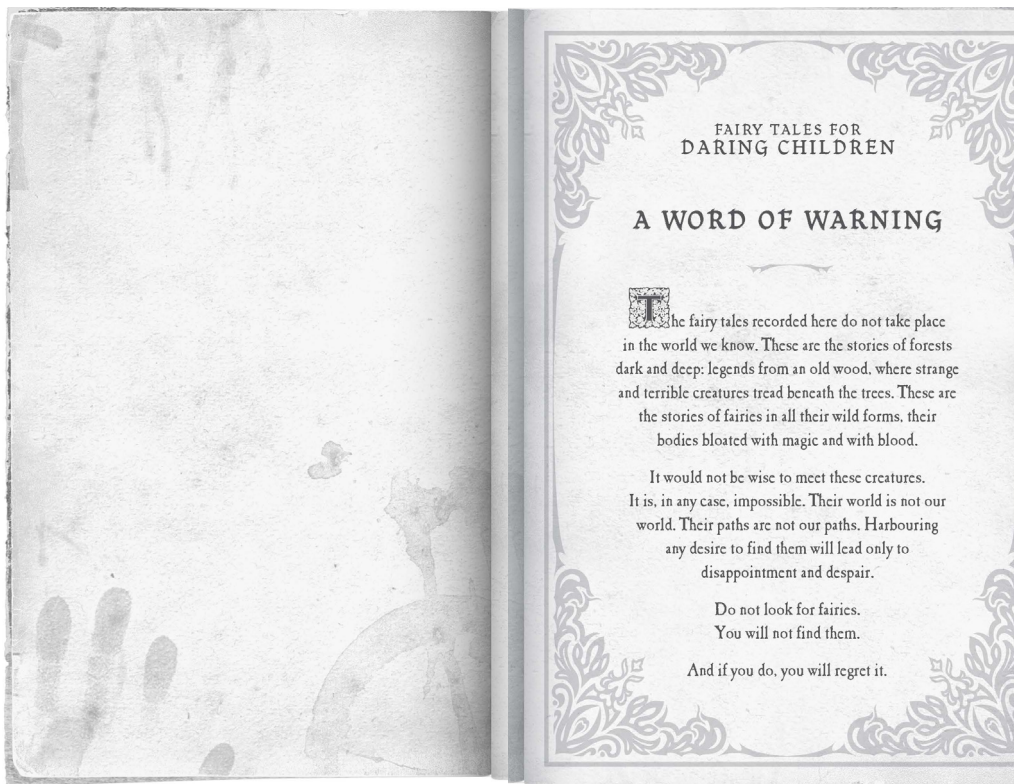 FAIRY TALES FOR
DARING CHILDREN
A WORD OF WARNING
The fairy tales recorded here do not take place
in the world we know. These are the stories of forests
dark and deep: legends from an old wood, where strange
and terrible creatures tread beneath the trees. These are
the stories of fairies in all their wild forms, their
bodies bloated with magic and with blood.
It would not be wise to meet these creatures.
It is, in any case, impossible. Their world is not our
world. Their paths are not our paths. Harbouring
any desire to find them will lead only to
disappointment and despair.
Do not look for fairies.
You will not find them.
And if you do, you will regret it.